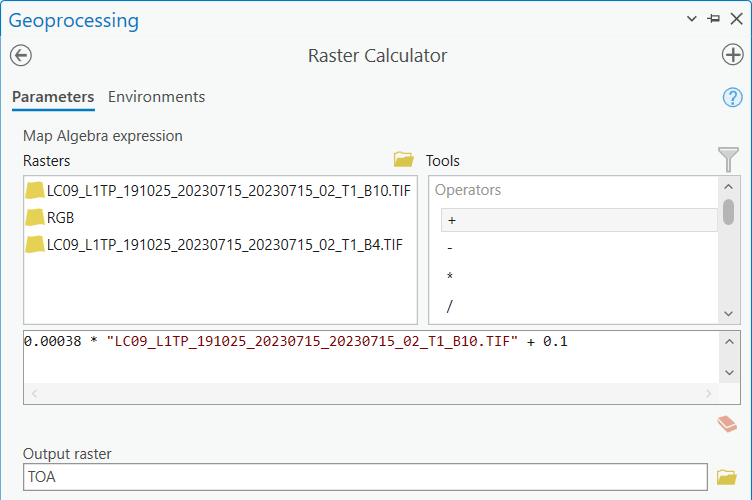 Geoprocessing
Raster Calculator
Parameters Environments
?
Map Algebra expression
Rasters
LC09_L1TP_191025_20230715_20230715_02_T1_B10.TIF
RGB
LC09_L1TP_191025_20230715_20230715_02_T1_B4.TIF
Tools
Operators
+
-
*
/
0.00038 * "LC09_L1TP_191025_20230715_20230715_02_T1_B10.TIF" + 0.1
Output raster
TOA